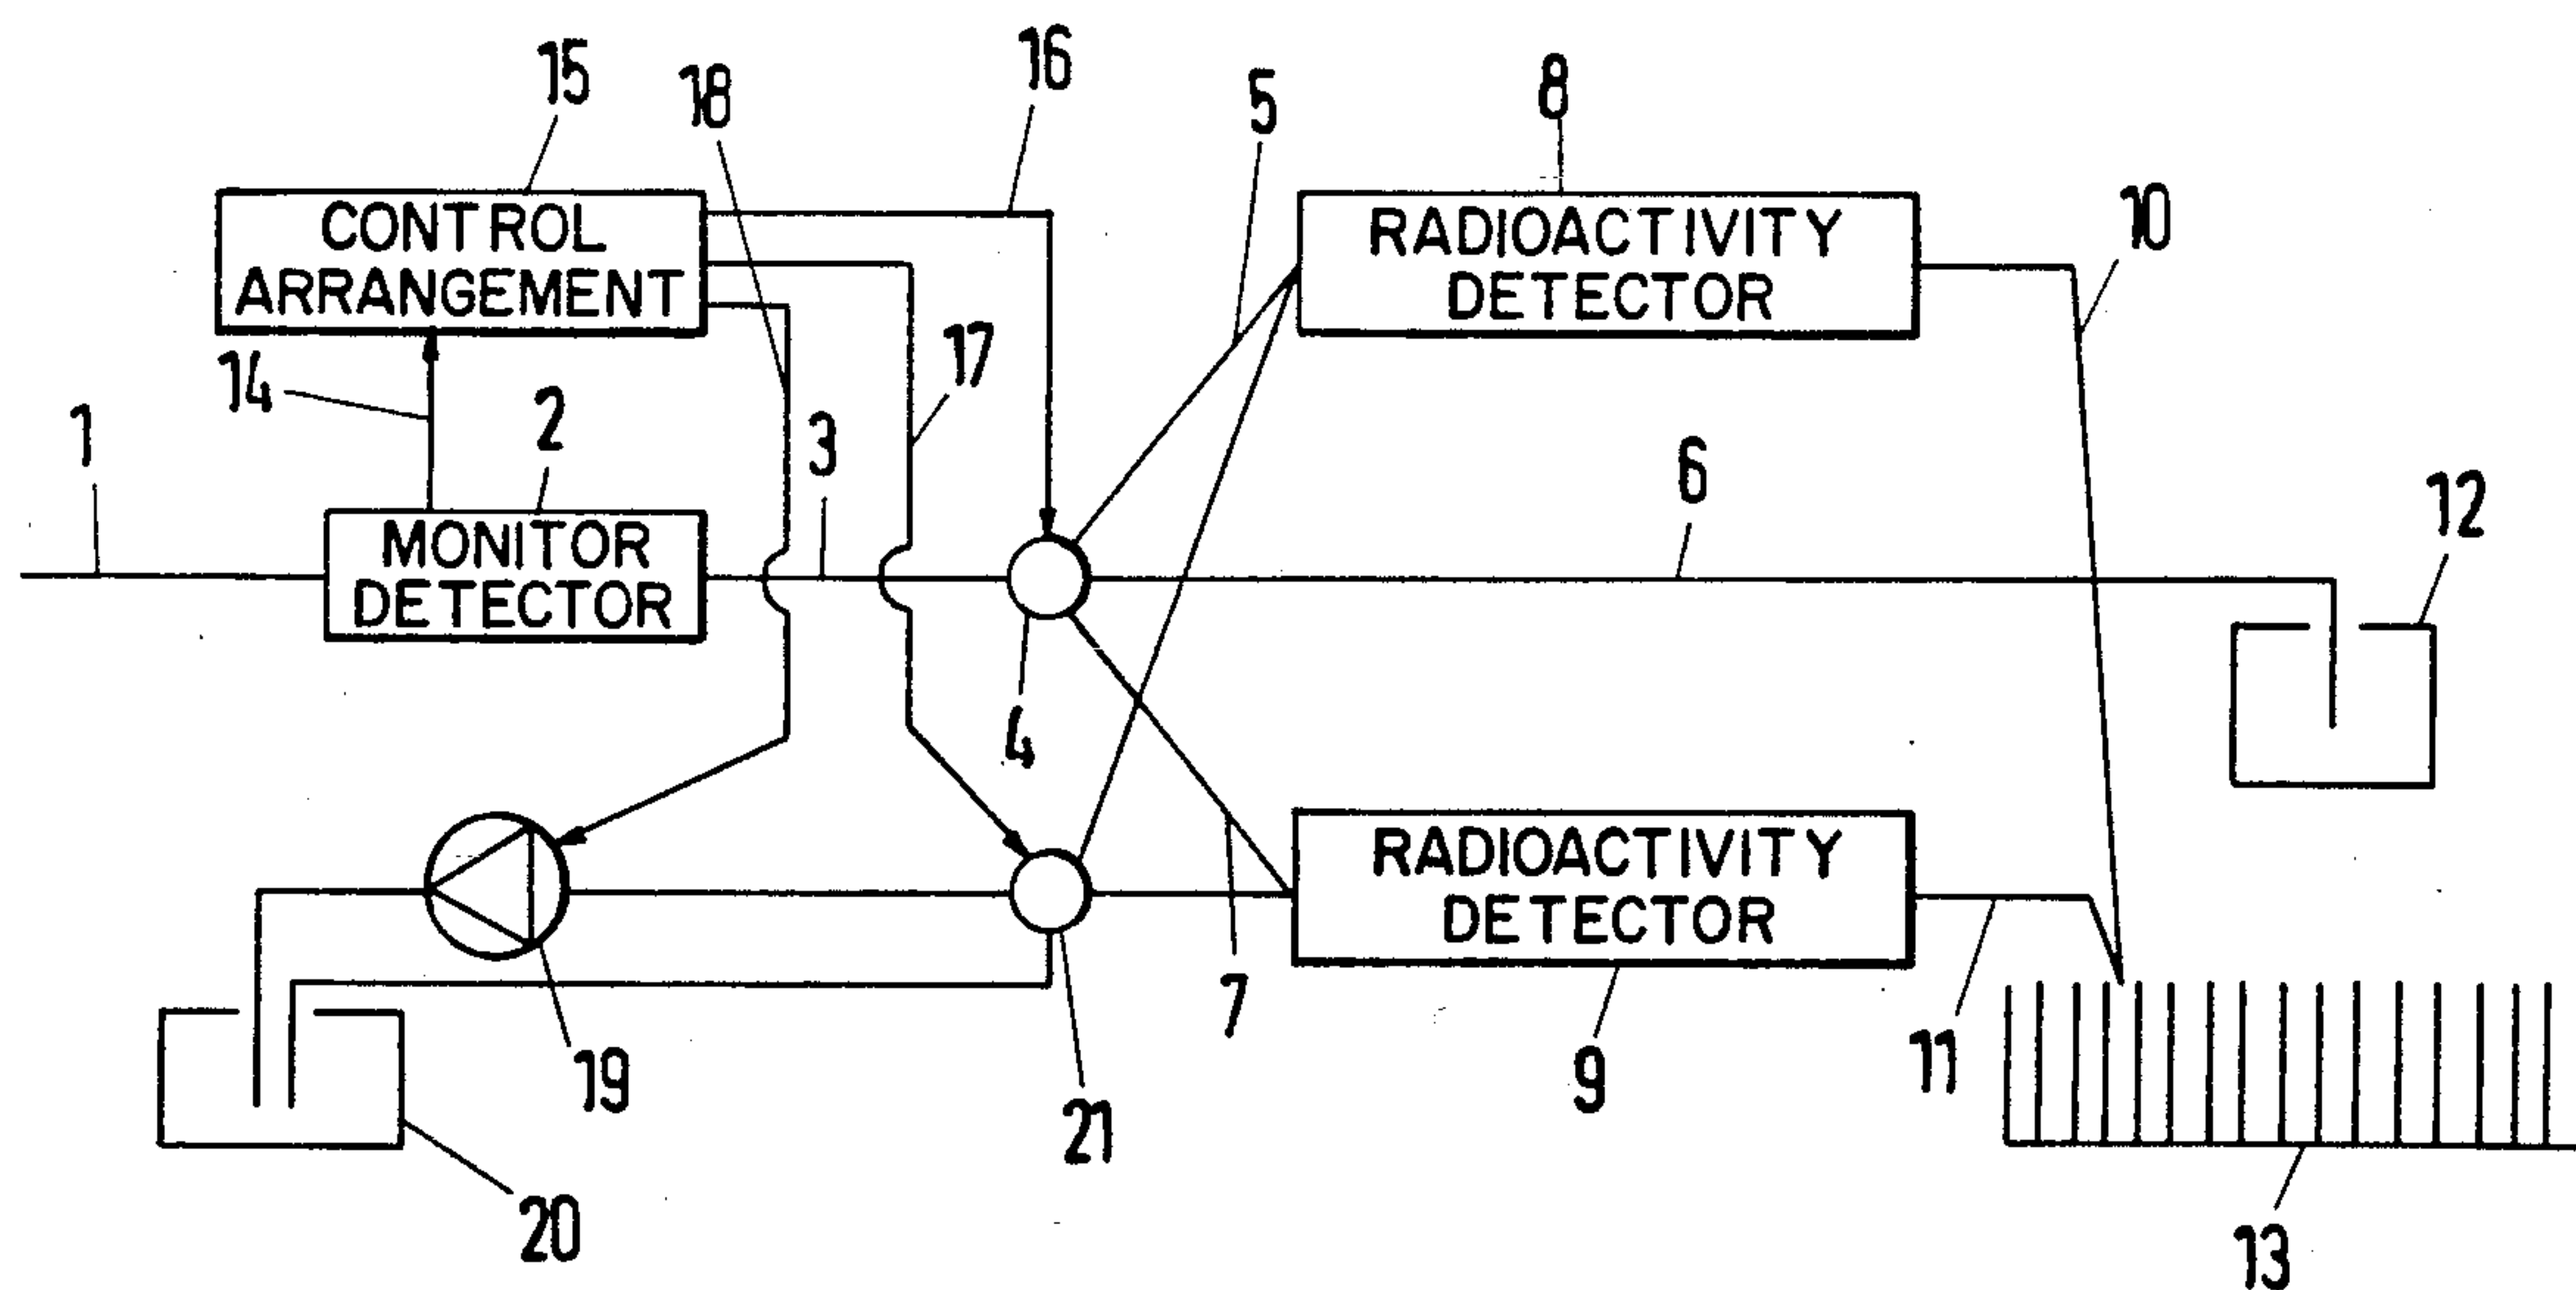 15
18
16
5
8
10
CONTROL
ARRANGEMENT
RADIOACTIVITY
DETECTOR
14
2
17
1
3
6
12
MONITOR
DETECTOR
4
RADIOACTIVITY
DETECTOR
19
7
9
11
21
20
13